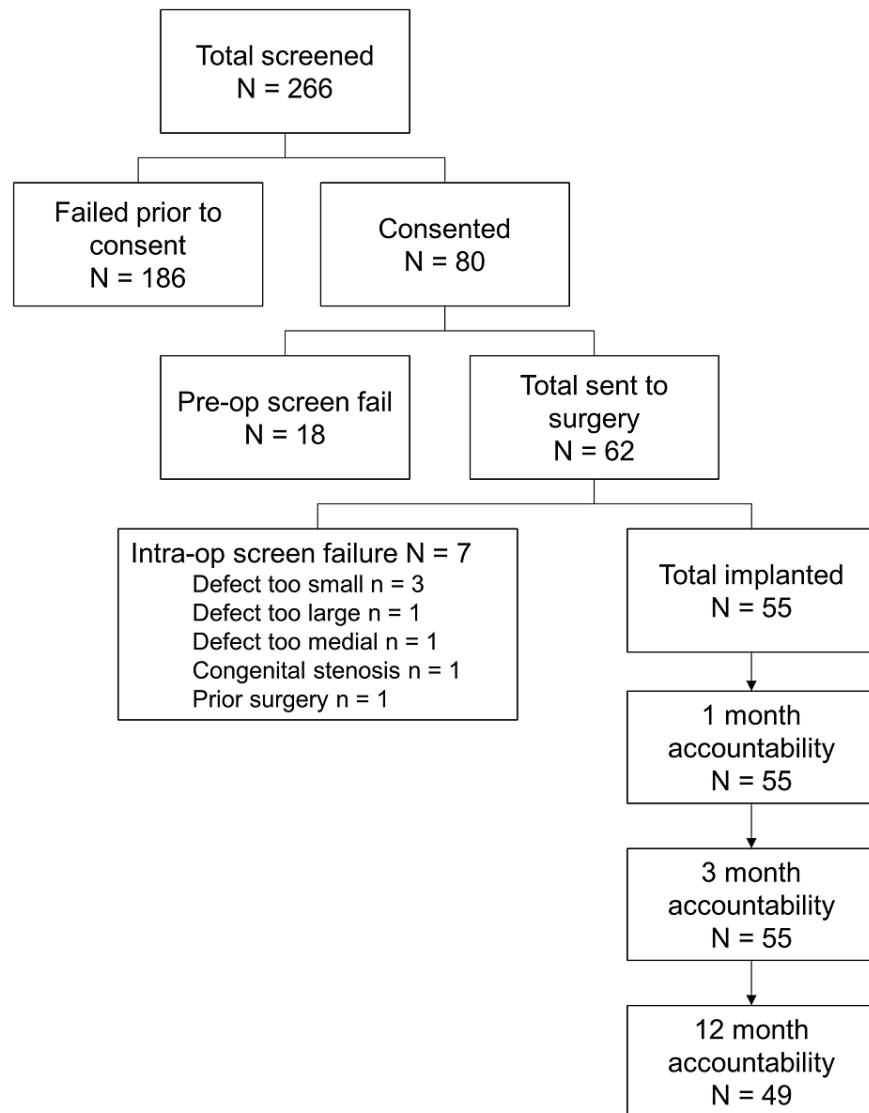 Total screened
N = 266
Failed prior to
consent
N = 186
Consented
N = 80
Pre-op screen fail
N = 18
Total sent to
surgery
N = 62
Intra-op screen failure N = 7
Defect too small n = 3
Defect too large n = 1
Defect too medial n = 1
Congenital stenosis n = 1
Prior surgery n = 1
Total implanted
N = 55
1 month
accountability
N = 55
3 month
accountability
N = 55
12 month
accountability
N = 49